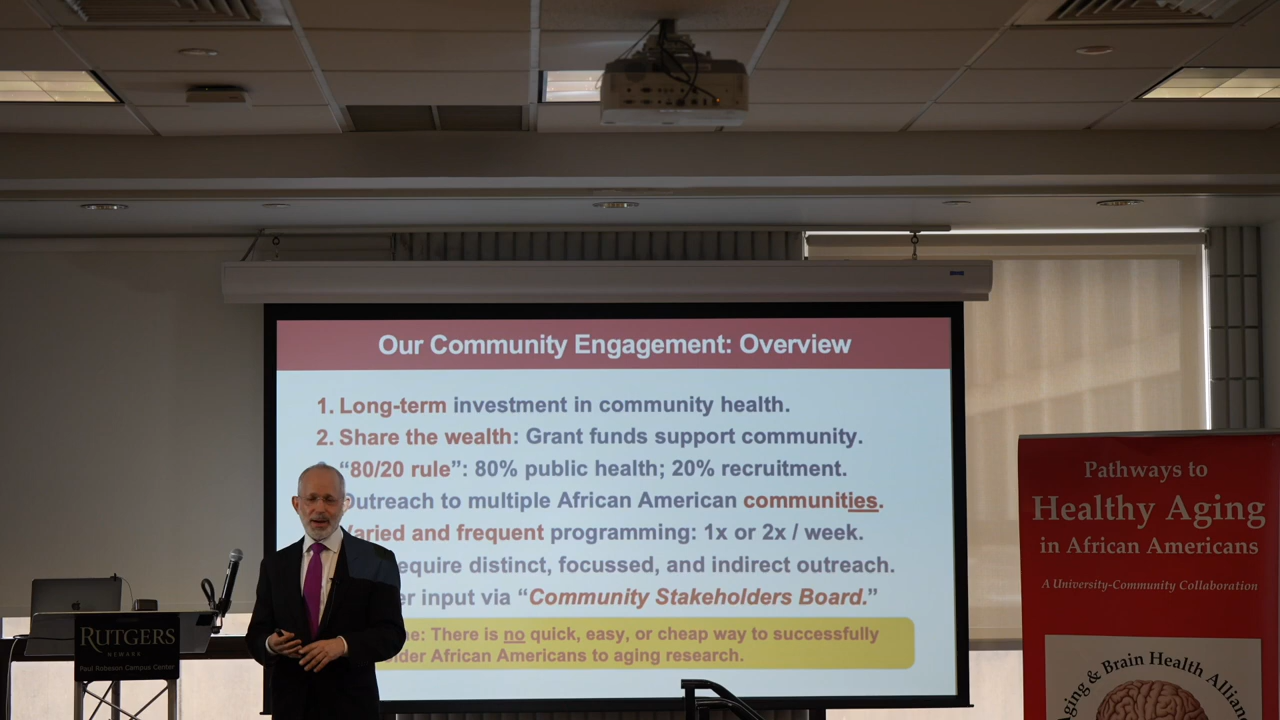 Our Community Engagement: Overview
1. Long-term investment in community health.
2. Share the wealth: Grant funds support community.
“80/20 rule”: 80% public health; 20% recruitment.
Outreach to multiple African American communities.
Varied and frequent programming: 1x or 2x / week.
equire distinct, focussed, and indirect outreach.
er input via “Community Stakeholders Board.”
ne: There is no quick, easy, or cheap way to successfully
lder African Americans to aging research.
RUTGERS
NEWARK
Paul Robeson Campus Center
Pathways to
Healthy Aging
in African Americans
A University-Community Collaboration
Aging & Brain Health Allian